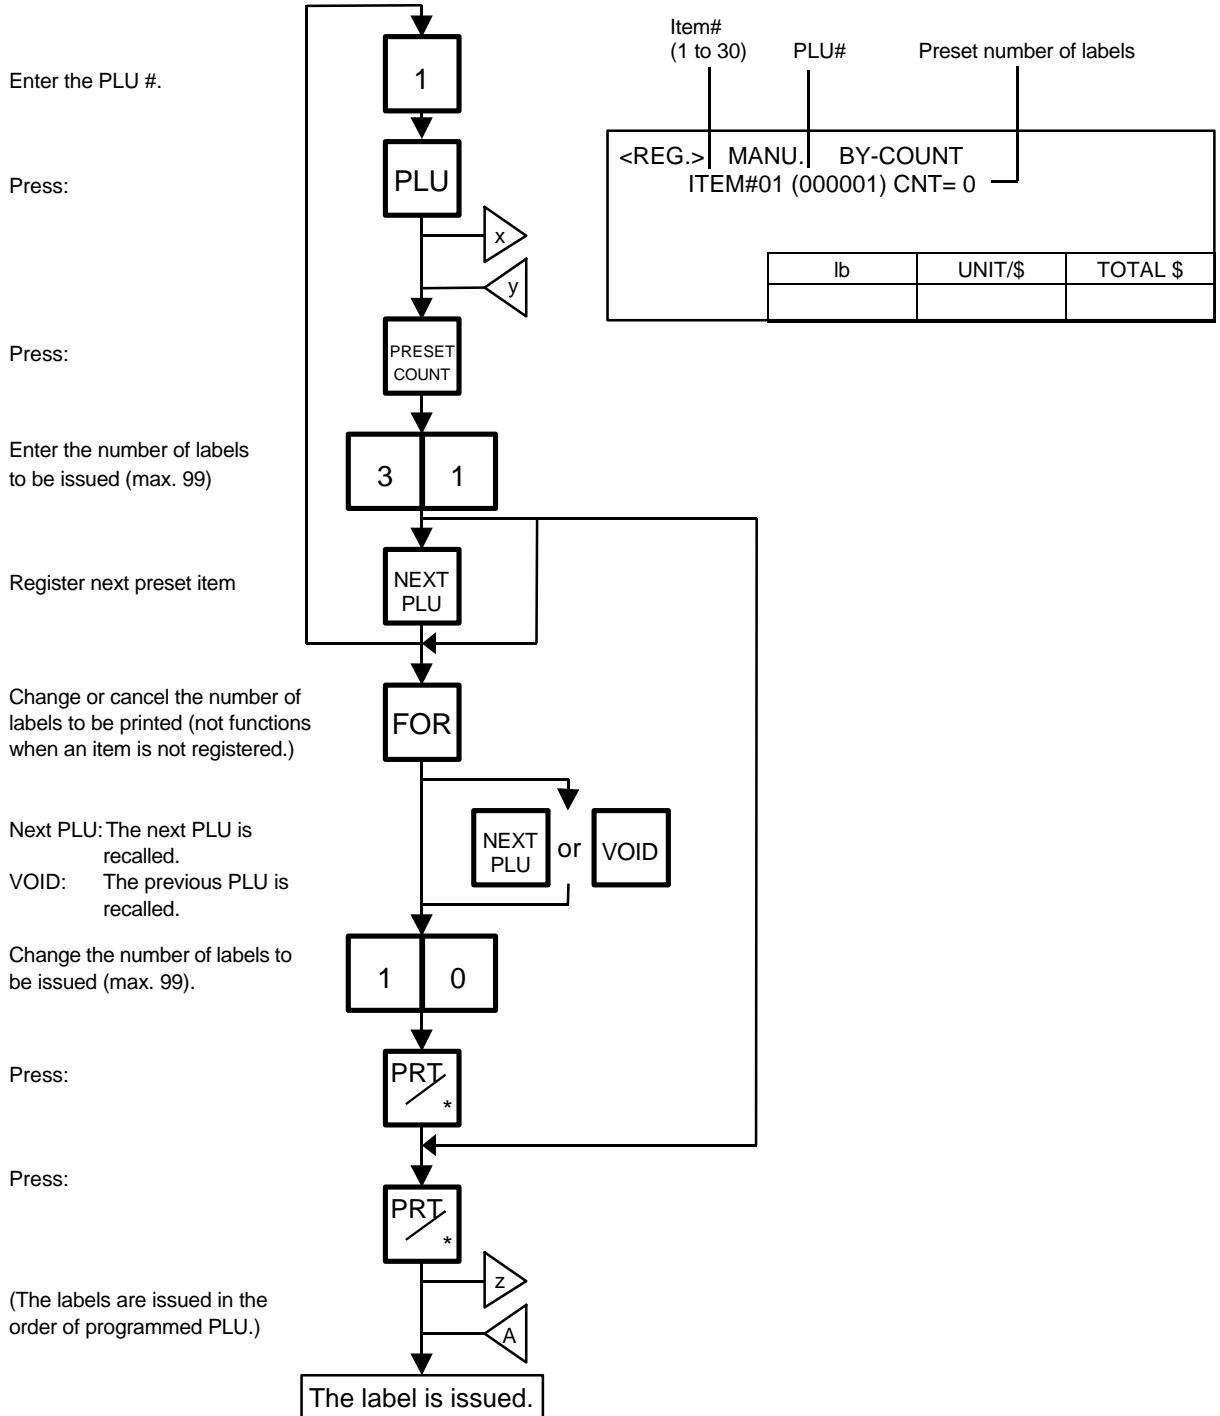 Item#
(1 to 30)
PLU#
Preset number of labels
Enter the PLU #.
1
<REG.> MANU. BY-COUNT
ITEM#01 (000001) CNT= 0
lb
UNIT/$
TOTAL $
Press:
PLU
x
y
Press:
PRESET
COUNT
Enter the number of labels
to be issued (max. 99)
3 1
Register next preset item
NEXT
PLU
Change or cancel the number of
labels to be printed (not functions
when an item is not registered.)
FOR
Next PLU: The next PLU is
recalled.
VOID: The previous PLU is
recalled.
NEXT
PLU
or
VOID
Change the number of labels to
be issued (max. 99).
1 0
Press:
PRT
*
Press:
PRT
*
z
(The labels are issued in the
order of programmed PLU.)
A
The label is issued.